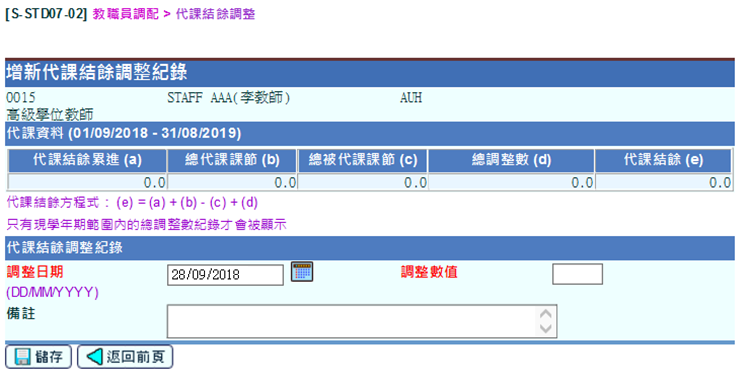 [S-STD07-02] 教職員調配 > 代課結餘調整
增新代課結餘調整紀錄
0015 STAFF AAA(李教師) AUH
高級學位教師
代課資料 (01/09/2018 - 31/08/2019)
代課結餘累進 (a) 總代課課節 (b) 總被代課課節 (c) 總調整數 (d) 代課結餘 (e)
0.0 0.0 0.0 0.0 0.0
代課結餘方程式： (e) = (a) + (b) - (c) + (d)
只有現學年期範圍內的總調整數紀錄才會被顯示
代課結餘調整紀錄
調整日期 28/09/2018 調整數值
(DD/MM/YYYY)
備註
儲存 返回前頁